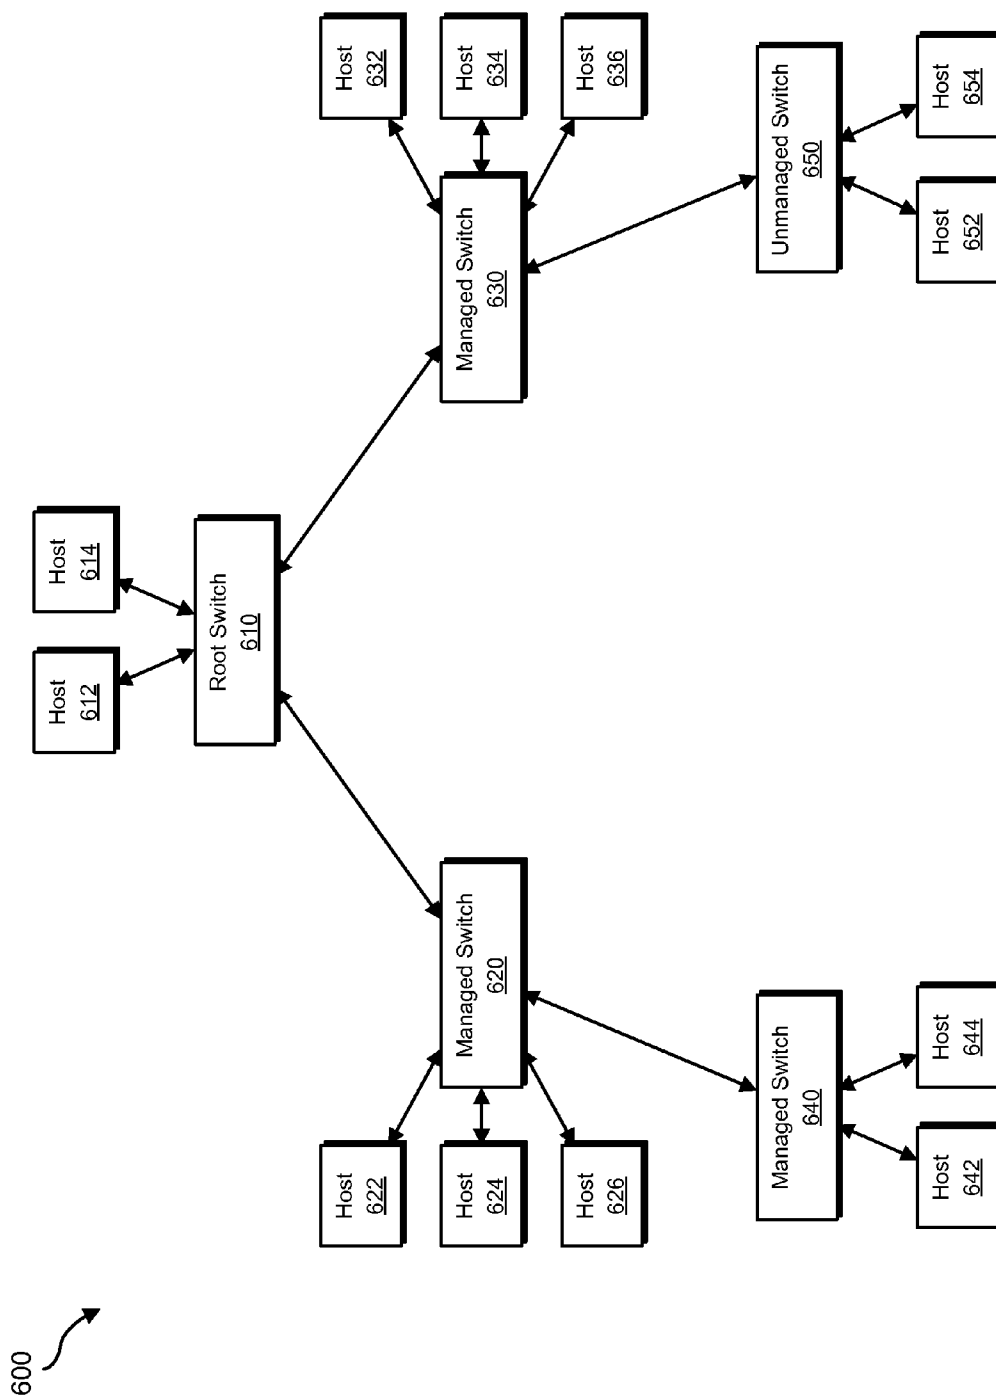 600
Host
612
Host
614
Root Switch
610
Host
622
Host
624
Host
626
Managed Switch
620
Managed Switch
630
Host
632
Host
634
Host
636
Managed Switch
640
Host
642
Host
644
Unmanaged Switch
650
Host
652
Host
654